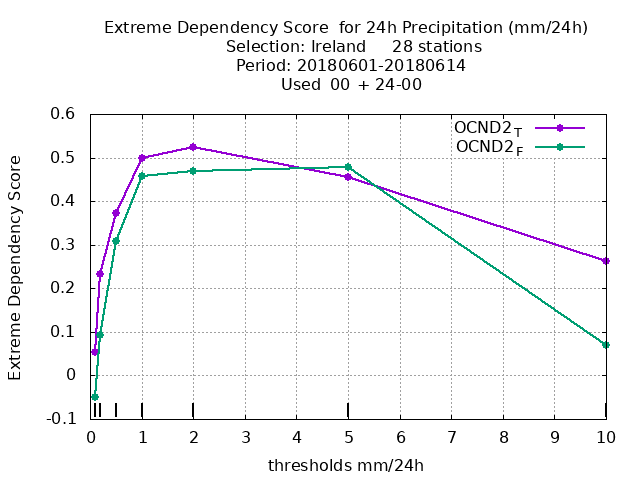 Extreme Dependency Score  for 24h Precipitation (mm/24h)
Selection: Ireland     28 stations
Period: 20180601-20180614
Used  00 + 24-00
OCND2T
OCND2F
Extreme Dependency Score
0.6
0.5
0.4
0.3
0.2
0.1
0
-0.1
0 1 2 3 4 5 6 7 8 9 10
thresholds mm/24h